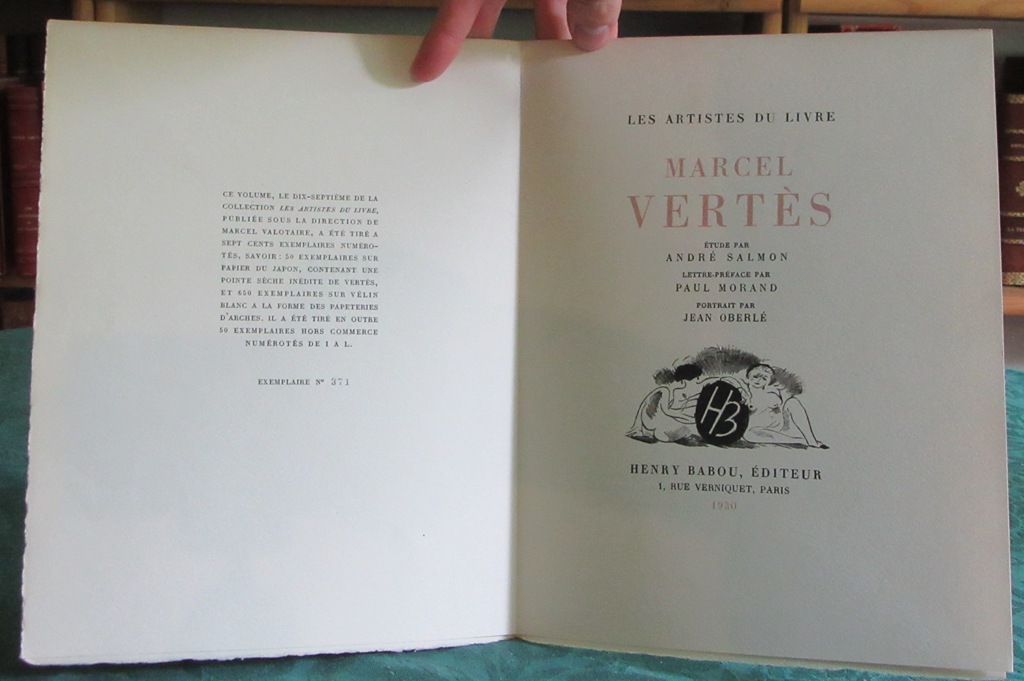 CE VOLUME, LE DIX-SEPTIÈME DE LA
COLLECTION LES ARTISTES DU LIVRE,
PUBLIÉE SOUS LA DIRECTION DE
MARCEL VALOTAIRE, A ÉTÉ TIRÉ A
SEPT CENTS EXEMPLAIRES NUMÉRO-
TÉS, SAVOIR : 50 EXEMPLAIRES SUR
PAPIER DU JAPON, CONTENANT UNE
POINTE SÈCHE INÉDITE DE VERTÈS,
ET 650 EXEMPLAIRES SUR VÉLIN
BLANC A LA FORME DES PAPETERIES
D'ARCHES. IL A ÉTÉ TIRÉ EN OUTRE
50 EXEMPLAIRES HORS COMMERCE
NUMÉROTÉS DE I A L.
EXEMPLAIRE N° 371
LES ARTISTES DU LIVRE
MARCEL
VERTÈS
ÉTUDE PAR
ANDRÉ SALMON
LETTRE-PRÉFACE PAR
PAUL MORAND
PORTRAIT PAR
JEAN OBERLÉ
HB
HENRY BABOU, ÉDITEUR
1, RUE VERNIQUET, PARIS
1930